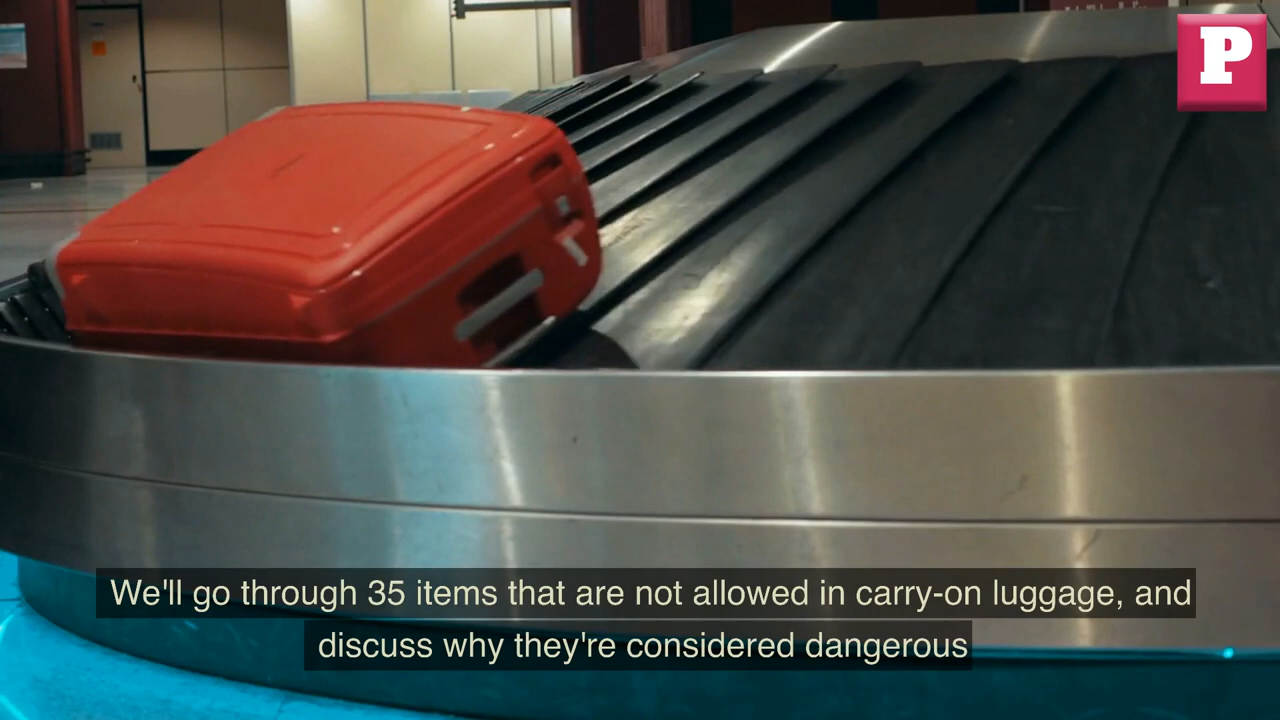 P
We'll go through 35 items that are not allowed in carry-on luggage, and
discuss why they're considered dangerous